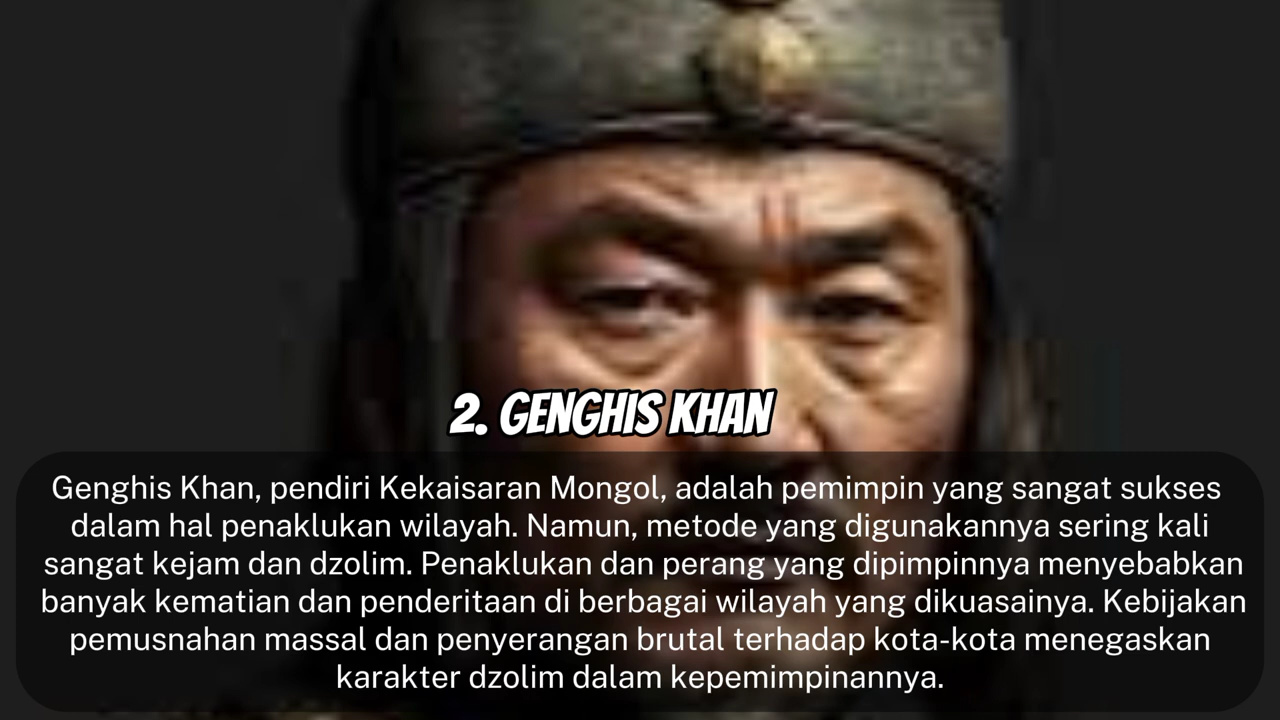 2. GENGHIS KHAN
Genghis Khan, pendiri Kekaisaran Mongol, adalah pemimpin yang sangat sukses
dalam hal penaklukan wilayah. Namun, metode yang digunakannya sering kali
sangat kejam dan dzolim. Penaklukan dan perang yang dipimpinnya menyebabkan
banyak kematian dan penderitaan di berbagai wilayah yang dikuasainya. Kebijakan
pemusnahan massal dan penyerangan brutal terhadap kota-kota menegaskan
karakter dzolim dalam kepemimpinannya.